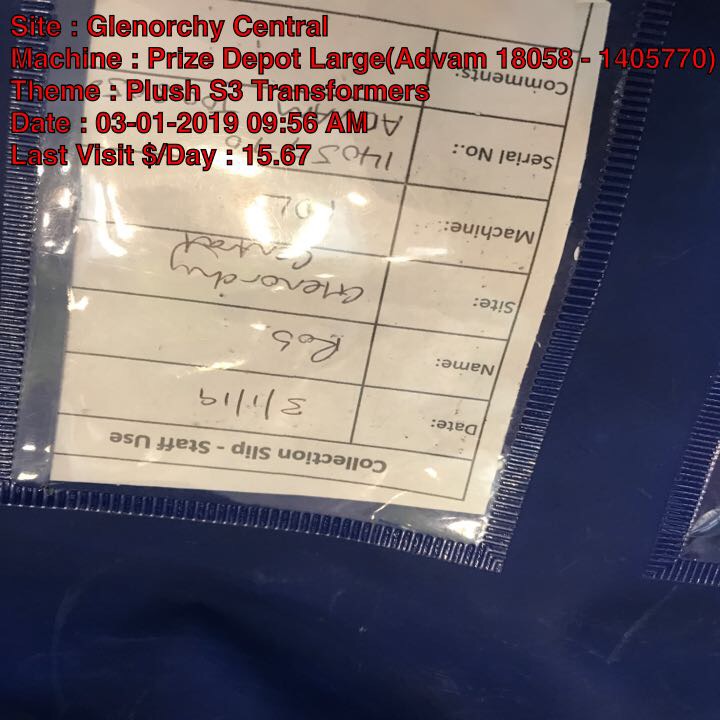 Site : Glenorchy Central
Machine : Prize Depot Large(Advam 18058 - 1405770)
Theme : Plush S3 Transformers
Date : 03-01-2019 09:56 AM
Last Visit $/Day : 15.67
Collection Slip - Staff Use
Date: 3/1/19
Name: Rob
Site: Glenorchy Central
Machine:
Serial No.: 1405
Comments: